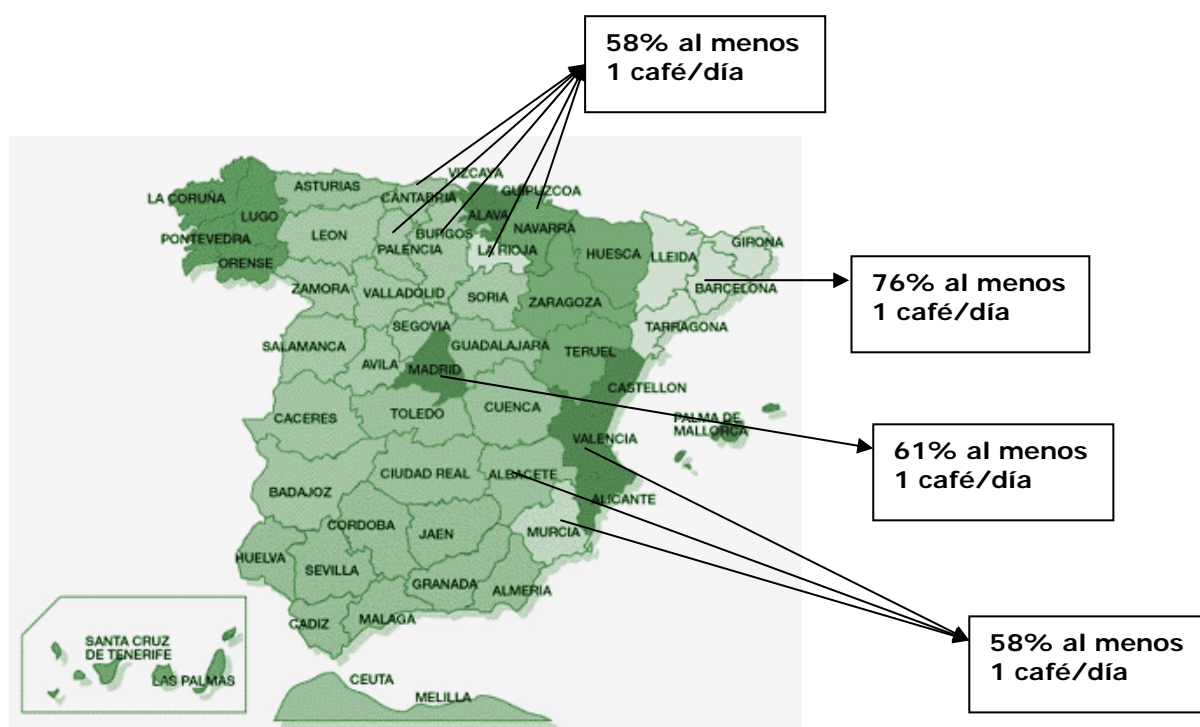 58% al menos
1 café/día
VIZCAYA
GUIPUZCOA
ASTURIAS
CANTABRIA
LA CORUÑA
LUGO
ALAVA
NAVARRA
PONTEVEDRA
LEON
PALENCIA
BURGOS
LA RIOJA
HUESCA
LLEIDA
GIRONA
ORENSE
76% al menos
1 café/día
BARCELONA
ZAMORA
VALLADOLID
SORIA
ZARAGOZA
TARRAGONA
SEGOVIA
SALAMANCA
GUADALAJARA
TERUEL
AVILA
MADRID
CASTELLON
CACERES
TOLEDO
CUENCA
PALMA DE
MALLORCA
VALENCIA
61% al menos
1 café/día
CIUDAD REAL
ALBACETE
BADAJOZ
ALICANTE
CORDOBA
JAEN
MURCIA
HUELVA
SEVILLA
GRANADA
ALMERIA
CADIZ
MALAGA
58% al menos
1 café/día
SANTA CRUZ
DE TENERIFE
LAS PALMAS
CEUTA
MELILLA